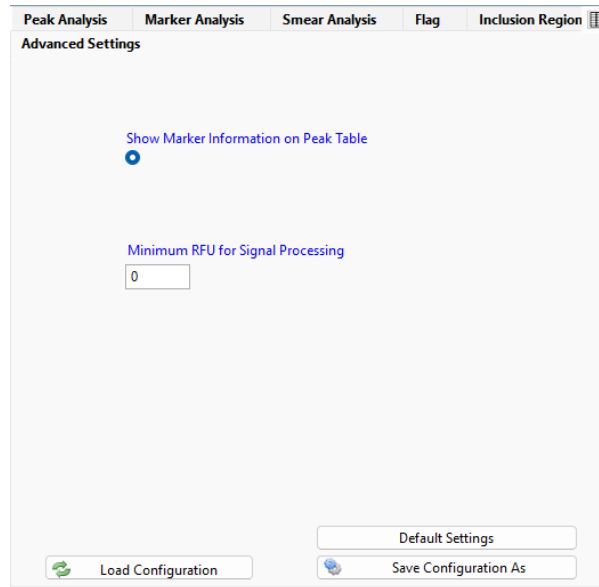 Peak Analysis Marker Analysis Smear Analysis Flag Inclusion Region
Advanced Settings
Show Marker Information on Peak Table
Minimum RFU for Signal Processing
0
Default Settings
Load Configuration Save Configuration As